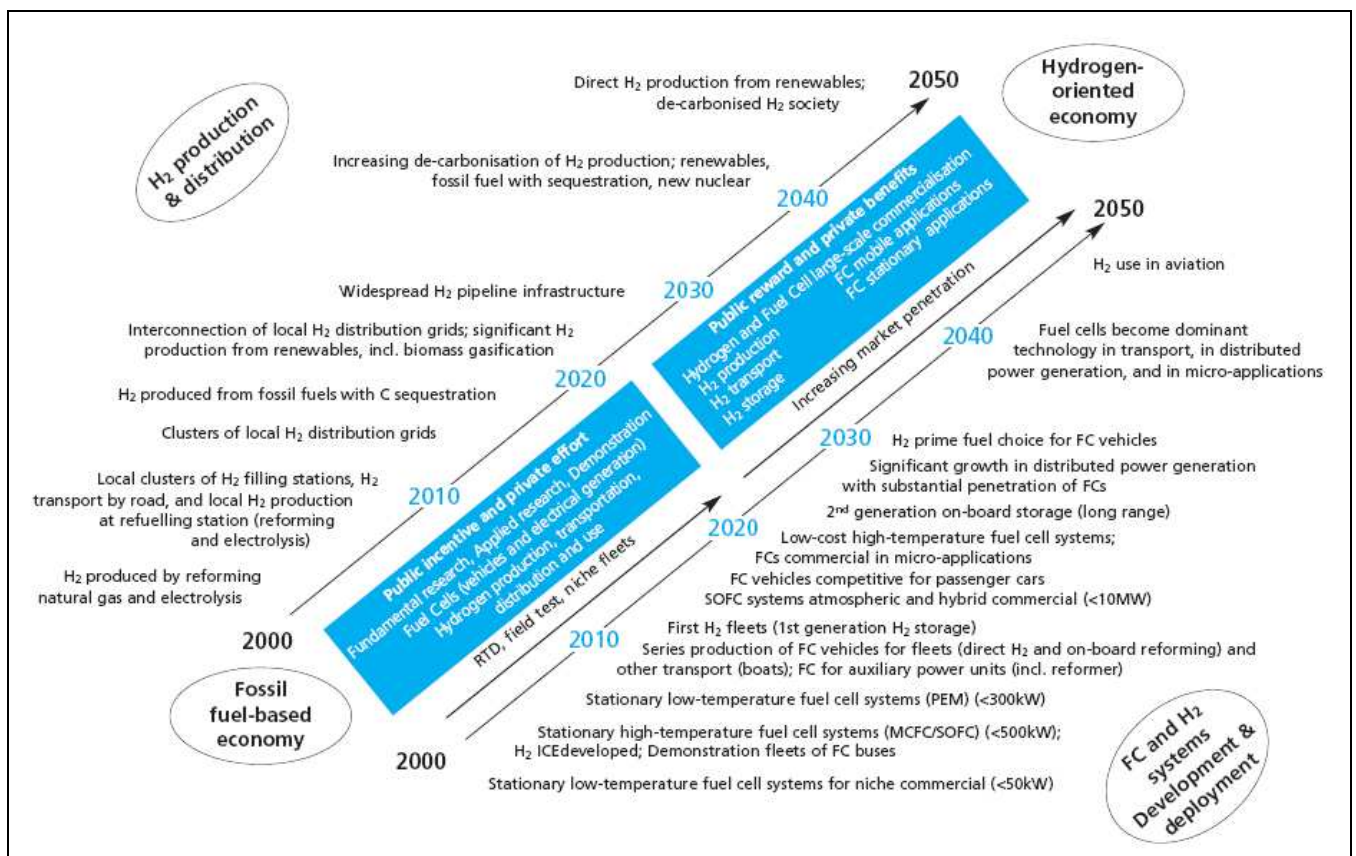 H₂ production
& distribution
Direct H₂ production from renewables;
de-carbonised H₂ society
2050
Hydrogen-
oriented
economy
Increasing de-carbonisation of H₂ production; renewables,
fossil fuel with sequestration, new nuclear
2040
Widespread H₂ pipeline infrastructure
2030
Interconnection of local H₂ distribution grids; significant H₂
production from renewables, incl. biomass gasification
2020
H₂ produced from fossil fuels with C sequestration
Clusters of local H₂ distribution grids
Local clusters of H₂ filling stations, H₂
transport by road, and local H₂ production
at refuelling station (reforming
and electrolysis)
2010
H₂ produced by reforming
natural gas and electrolysis
2000
Fossil
fuel-based
economy
Public reward and private benefits
Hydrogen and Fuel Cell large-scale commercialisation
H₂ production
FC mobile applications
H₂ transport
FC stationary applications
H₂ storage
Increasing market penetration
Public incentive and private effort
Fundamental research, Applied research, Demonstration
Fuel Cells (vehicles and electrical generation)
Hydrogen production, transportation,
distribution and use
RTD, field test, niche fleets
2050
H₂ use in aviation
2040
Fuel cells become dominant
technology in transport, in distributed
power generation, and in micro-applications
2030
H₂ prime fuel choice for FC vehicles
Significant growth in distributed power generation
with substantial penetration of FCs
2nd generation on-board storage (long range)
2020
Low-cost high-temperature fuel cell systems;
FCs commercial in micro-applications
FC vehicles competitive for passenger cars
SOFC systems atmospheric and hybrid commercial (<10MW)
2010
First H₂ fleets (1st generation H₂ storage)
Series production of FC vehicles for fleets (direct H₂ and on-board reforming) and
other transport (boats); FC for auxiliary power units (incl. reformer)
Stationary low-temperature fuel cell systems (PEM) (<300kW)
Stationary high-temperature fuel cell systems (MCFC/SOFC) (<500kW);
H₂ ICEdeveloped; Demonstration fleets of FC buses
2000
Stationary low-temperature fuel cell systems for niche commercial (<50kW)
FC and H₂
systems
Development &
deployment